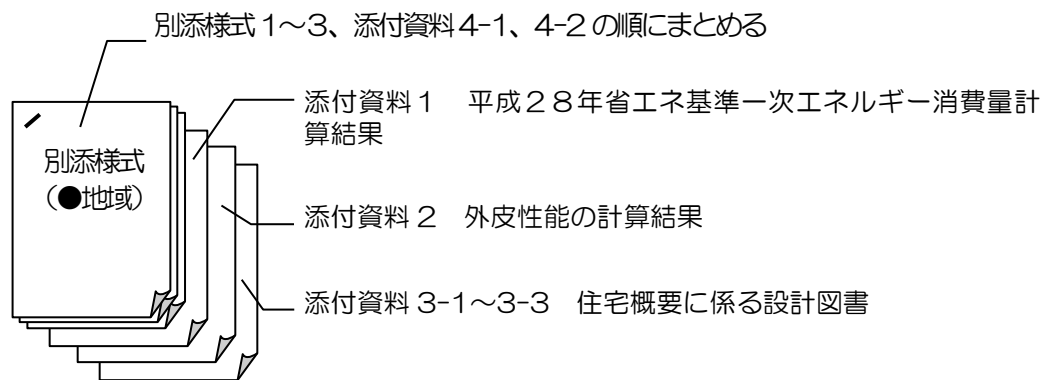 別添様式1～3、添付資料4-1、4-2の順にまとめる
添付資料1　平成２８年省エネ基準一次エネルギー消費量計
算結果
別添様式
（●地域）
添付資料2　外皮性能の計算結果
添付資料3-1～3-3　住宅概要に係る設計図書